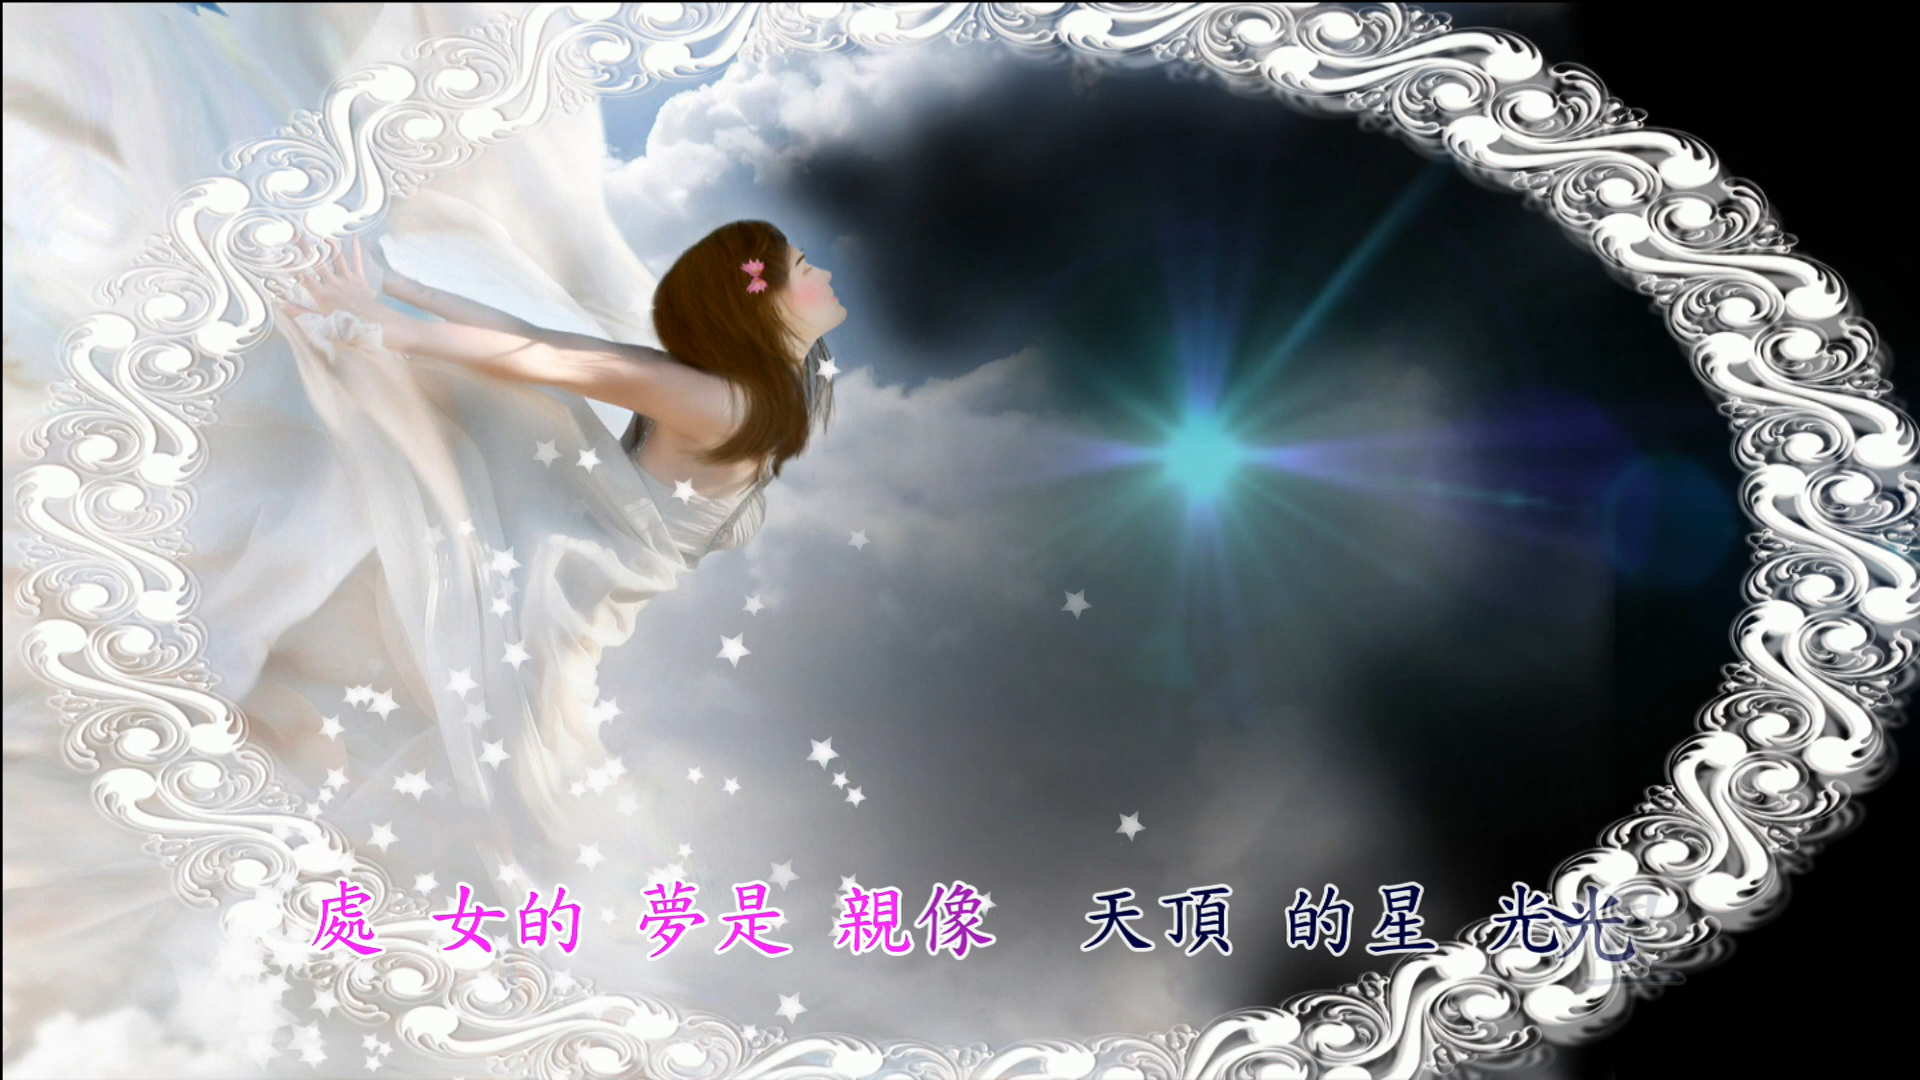 處 女的 夢是 親像 天頂 的星 光光